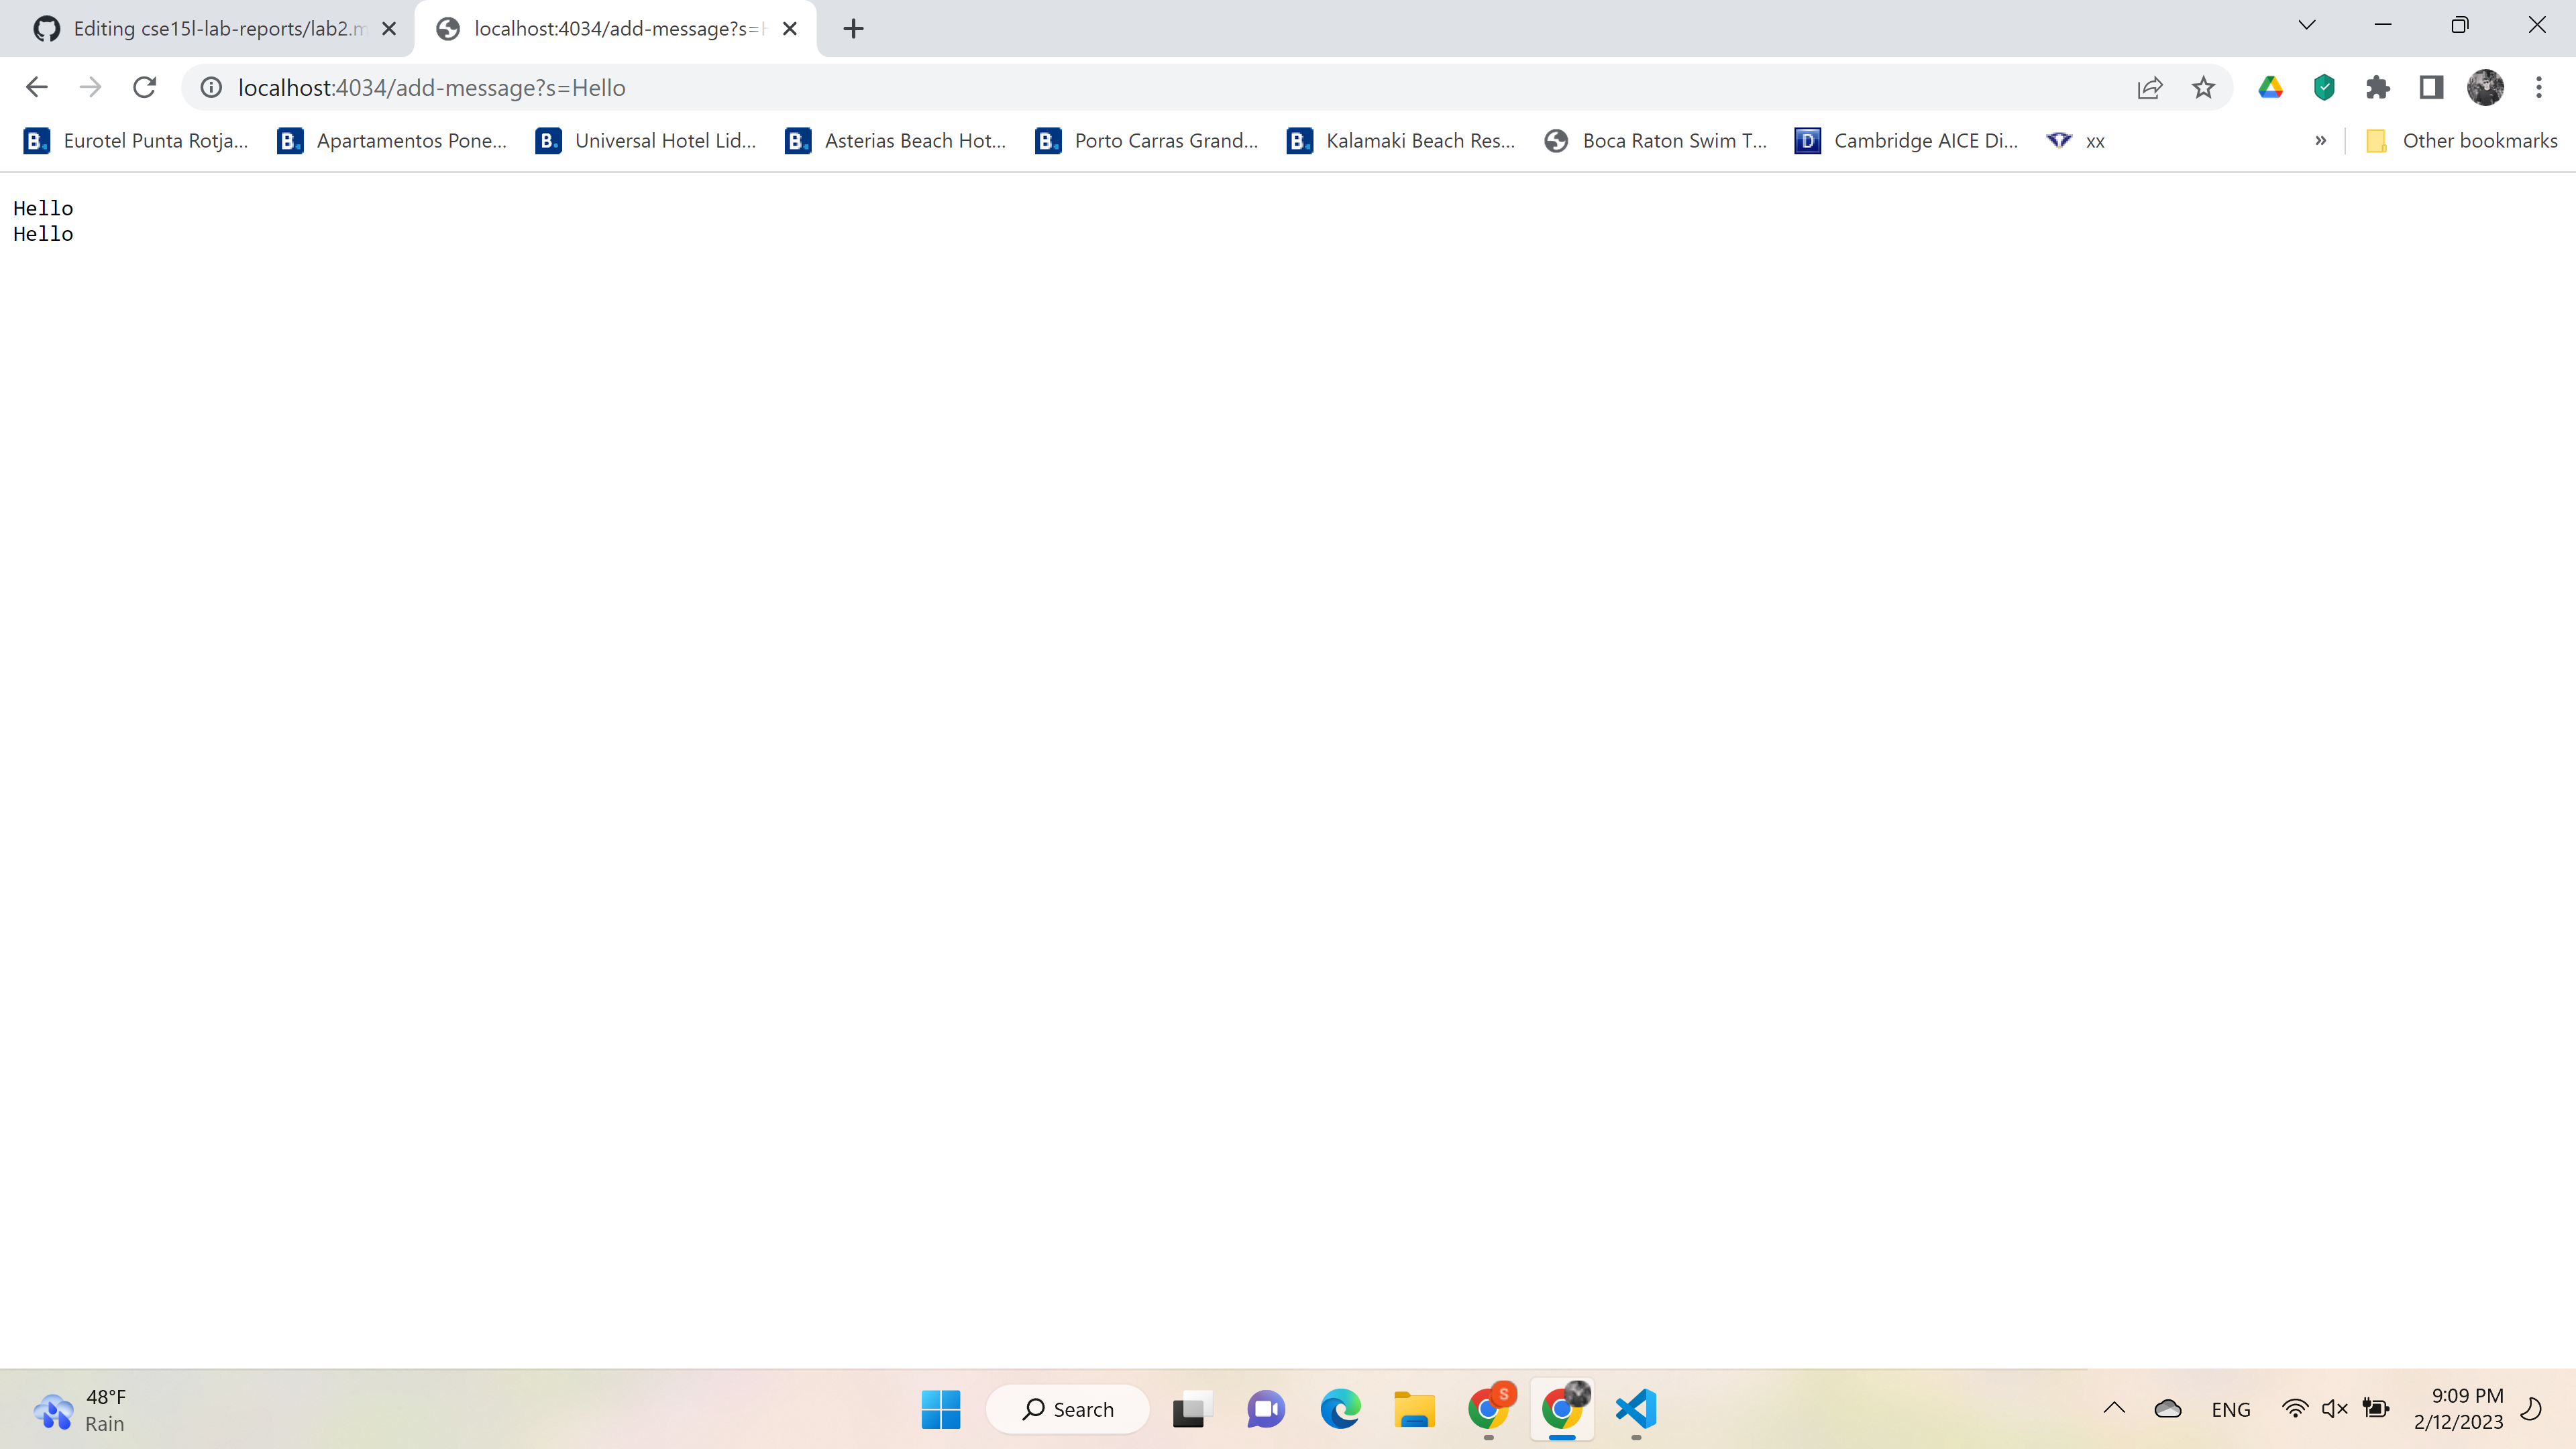 Editing cse15l-lab-reports/lab2.m
localhost:4034/add-message?s=H
localhost:4034/add-message?s=Hello
Eurotel Punta Rotja...
Apartamentos Pone...
Universal Hotel Lid...
Asterias Beach Hot...
Porto Carras Grand...
Kalamaki Beach Res...
Boca Raton Swim T...
Cambridge AICE Di...
xx
»
Other bookmarks
Hello
Hello
48°F
Rain
Search
S
ENG
9:09 PM
2/12/2023